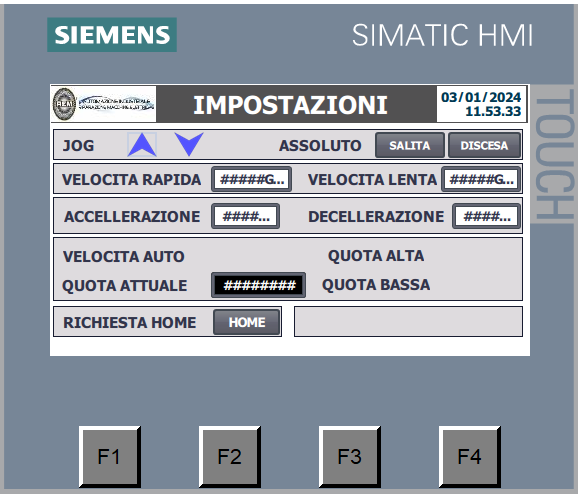 SIEMENS
SIMATIC HMI
TOUCH
IMPOSTAZIONI
03/01/2024
11.53.33
JOG
ASSOLUTO
SALITA
DISCESA
VELOCITA RAPIDA
#####G...
VELOCITA LENTA
#####G...
ACCELLERAZIONE
####...
DECELLERAZIONE
####...
VELOCITA AUTO
QUOTA ALTA
QUOTA ATTUALE
########
QUOTA BASSA
RICHIESTA HOME
HOME
F1
F2
F3
F4